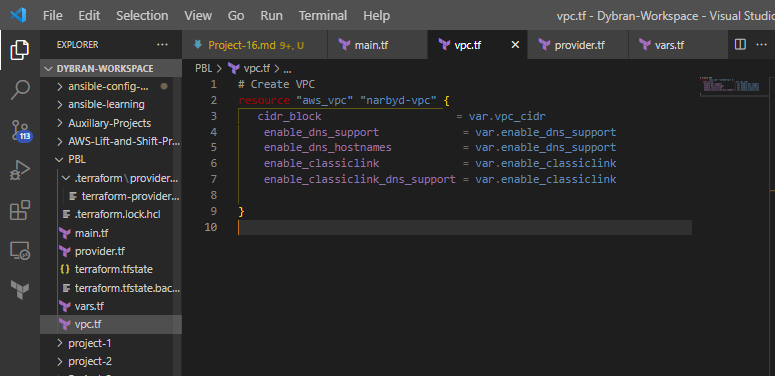 File Edit Selection View Go Run Terminal Help vpc.tf - Dybran-Workspace - Visual Studio
EXPLORER ...
Project-16.md 9+, U main.tf vpc.tf × provider.tf vars.tf ...
DYBRAN-WORKSPACE
ansible-config-...
ansible-learning
Auxillary-Projects
AWS-Lift-and-Shift-Pr...
PBL
.terraform\provider...
terraform-provider...
.terraform.lock.hcl
main.tf
provider.tf
terraform.tfstate
terraform.tfstate.bac...
vars.tf
vpc.tf
project-1
project-2
113
PBL > vpc.tf > ...
1 # Create VPC
2 resource "aws_vpc" "narbyd-vpc" {
3 cidr_block = var.vpc_cidr
4 enable_dns_support = var.enable_dns_support
5 enable_dns_hostnames = var.enable_dns_support
6 enable_classiclink = var.enable_classiclink
7 enable_classiclink_dns_support = var.enable_classiclink
8
9 }
10